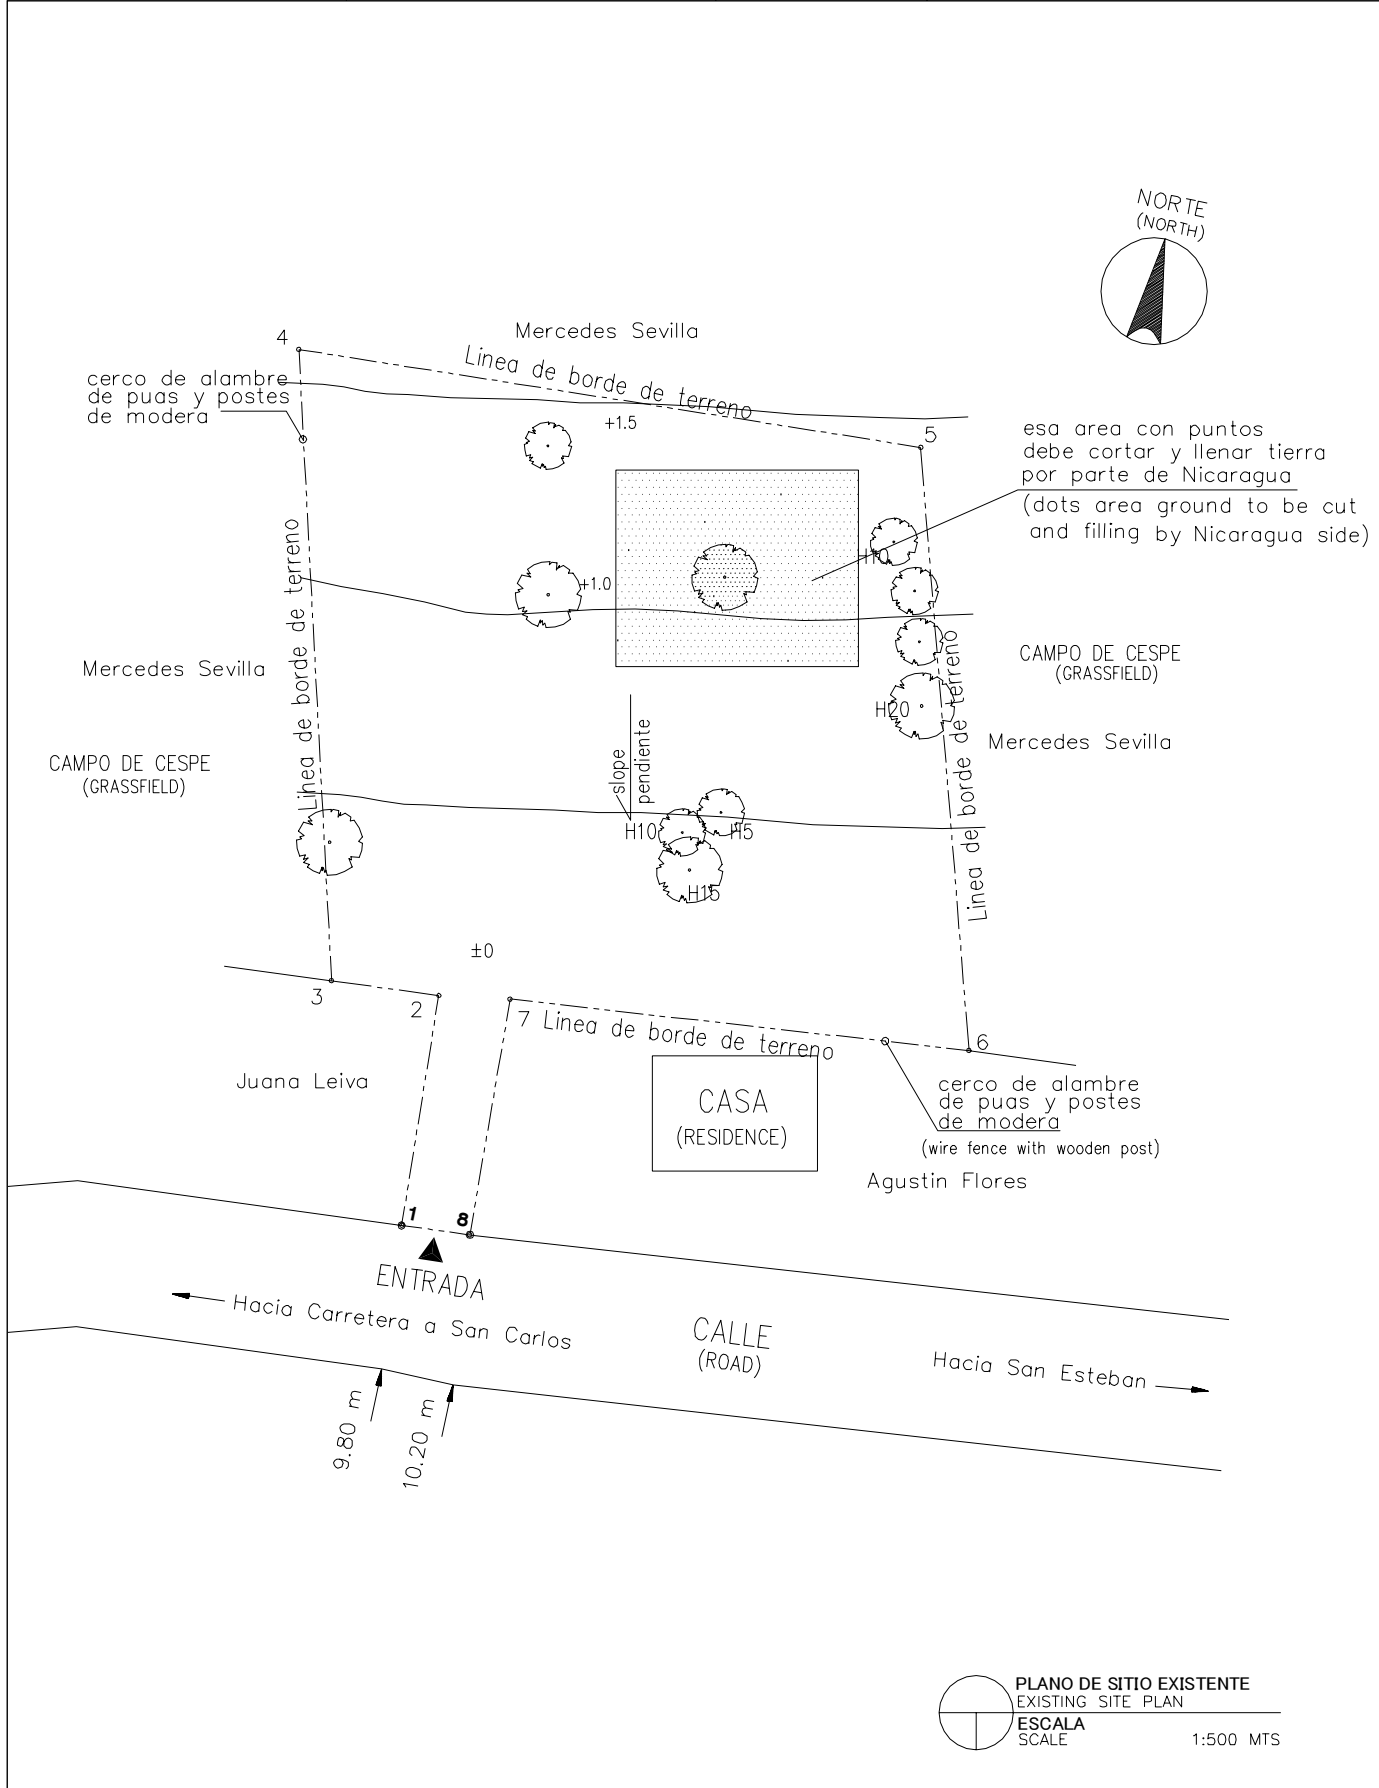 NORTE
(NORTH)
Mercedes Sevilla
4
Linea de borde de terreno
cerco de alambre
de puas y postes
de modera
+1.5
5
esa area con puntos
debe cortar y llenar tierra
por parte de Nicaragua
(dots area ground to be cut
and filling by Nicaragua side)
H10
+1.0
Linea de borde de terreno
Linea de borde de terreno
Mercedes Sevilla
CAMPO DE CESPE
(GRASSFIELD)
H20
Mercedes Sevilla
CAMPO DE CESPE
(GRASSFIELD)
slope
pendiente
H10
H5
H15
±0
3
2
7
Linea de borde de terreno
6
Juana Leiva
CASA
(RESIDENCE)
cerco de alambre
de puas y postes
de modera
(wire fence with wooden post)
Agustin Flores
1
8
ENTRADA
Hacia Carretera a San Carlos
CALLE
(ROAD)
Hacia San Esteban
9.80 m
10.20 m
PLANO DE SITIO EXISTENTE
EXISTING SITE PLAN
ESCALA
SCALE 1:500 MTS